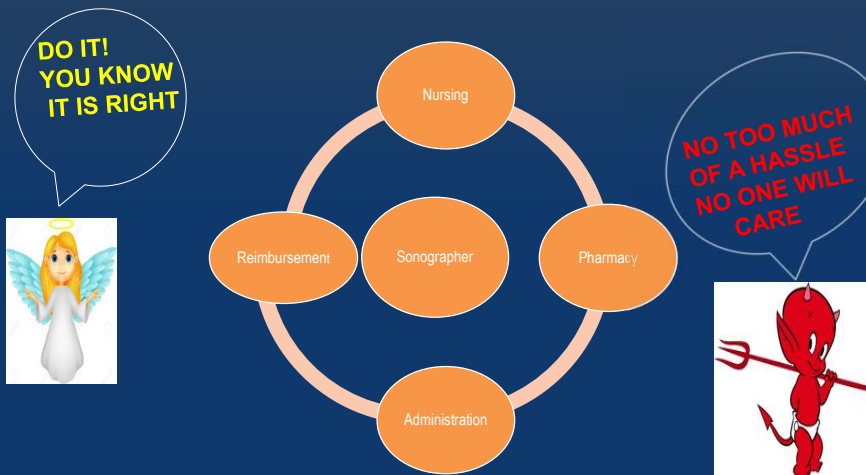 DO IT!
YOU KNOW
IT IS RIGHT
Nursing
NO TOO MUCH
OF A HASSLE
NO ONE WILL
CARE
Reimbursement
Sonographer
Pharmacy
Administration